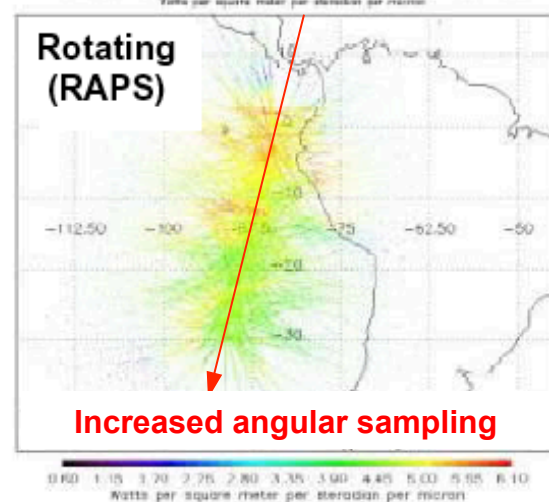 Watts per square meter per steradian per micron
Rotating
(RAPS)
0
-10
-112.50 -100 -75 -62.50 -50
-20
-30
Increased angular sampling
0.60 1.15 1.70 2.25 2.80 3.35 3.90 4.45 5.00 5.55 6.10
Watts per square meter per steradian per micron